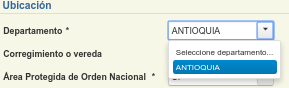 Ubicación
Departamento *
ANTIOQUIA
Seleccione departamento...
ANTIOQUIA
Corregimiento o vereda
Área Protegida de Orden Nacional *